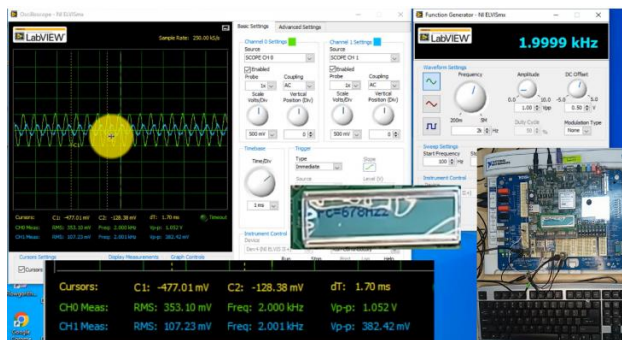 Oscilloscope - NI ELVISmx
LabVIEW
Sample Rate: 200.00 kS/s
Basic Settings Advanced Settings
Channel 0 Settings
Source
SCOPE CH 0
Enabled
Probe Coupling
1x AC
Scale Vertical
Volts/Div Position (Div)
500 mV 0
Channel 1 Settings
Source
SCOPE CH 1
Enabled
Probe Coupling
1x AC
Scale Vertical
Volts/Div Position (Div)
500 mV 0
Timebase
Time/Div
1 ms
Trigger
Type
Immediate
Slope
Source
Level (V)
Instrument Control
Device
Run Stop Print Log Help
C1
Cursors: C1: -477.01 mV C2: -128.38 mV dT: 1.70 ms Timeout
CH0 Meas: RMS: 353.10 mV Freq: 2.000 kHz Vp-p: 1.052 V
CH1 Meas: RMS: 107.23 mV Freq: 2.001 kHz Vp-p: 382.42 mV
Cursors Settings Display Measurements Graph Controls
Cursors
Function Generator - NI ELVISmx
LabVIEW
1.9999 kHz
Waveform Settings
Frequency Amplitude DC Offset
200m 5M
0.0 10.0 -5.0 5.0
2k Hz
1.00 Vpp 0.50 V
Duty Cycle Modulation Type
50 % None
Sweep Settings
Start Frequency
100 Hz
Instrument Control
FC=678HZ
Cursors: C1: -477.01 mV C2: -128.38 mV dT: 1.70 ms
CH0 Meas: RMS: 353.10 mV Freq: 2.000 kHz Vp-p: 1.052 V
CH1 Meas: RMS: 107.23 mV Freq: 2.001 kHz Vp-p: 382.42 mV
Google